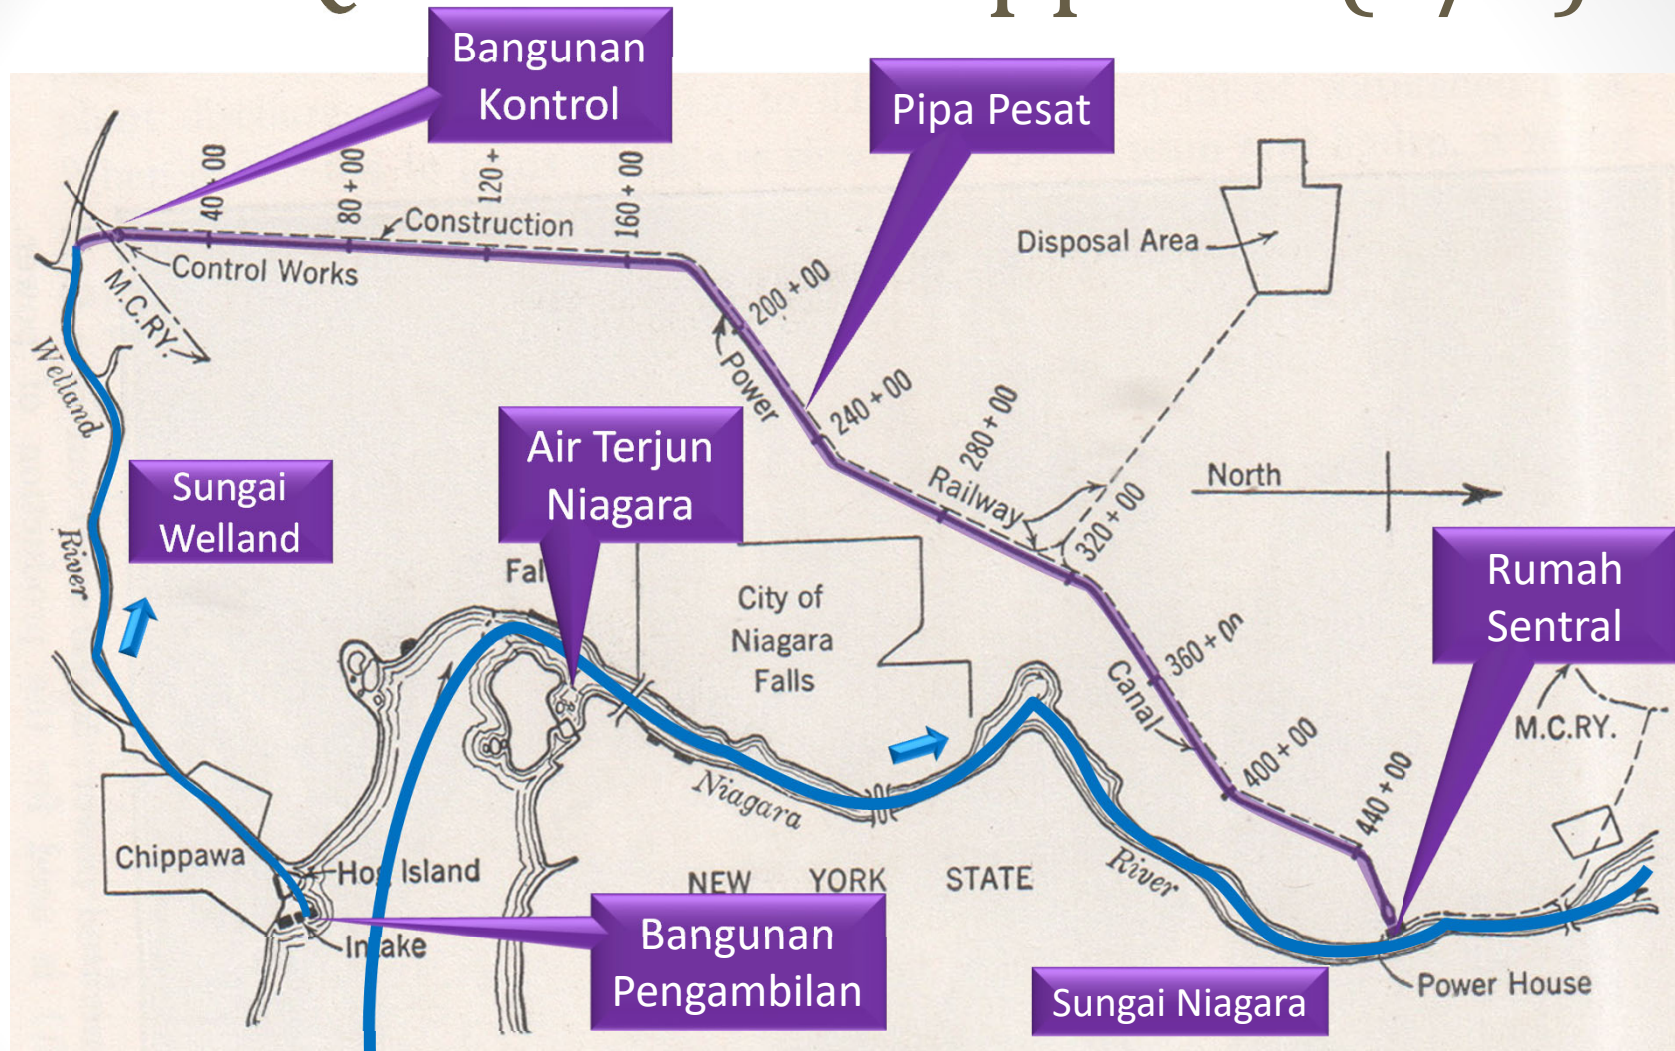 Bangunan
Kontrol
Pipa Pesat
40+00
80+00
120+
160+00
Construction
Control Works
M.C.RY.
Disposal Area
200+00
Power
240+00
280+00
Railway
320+00
North
Welland
River
Sungai
Welland
Air Terjun
Niagara
City of
Niagara
Falls
Rumah
Sentral
360+00
Canal
400+00
440+00
M.C.RY.
Niagara
River
Chippawa
Hog Island
Intake
NEW YORK STATE
Bangunan
Pengambilan
Sungai Niagara
Power House